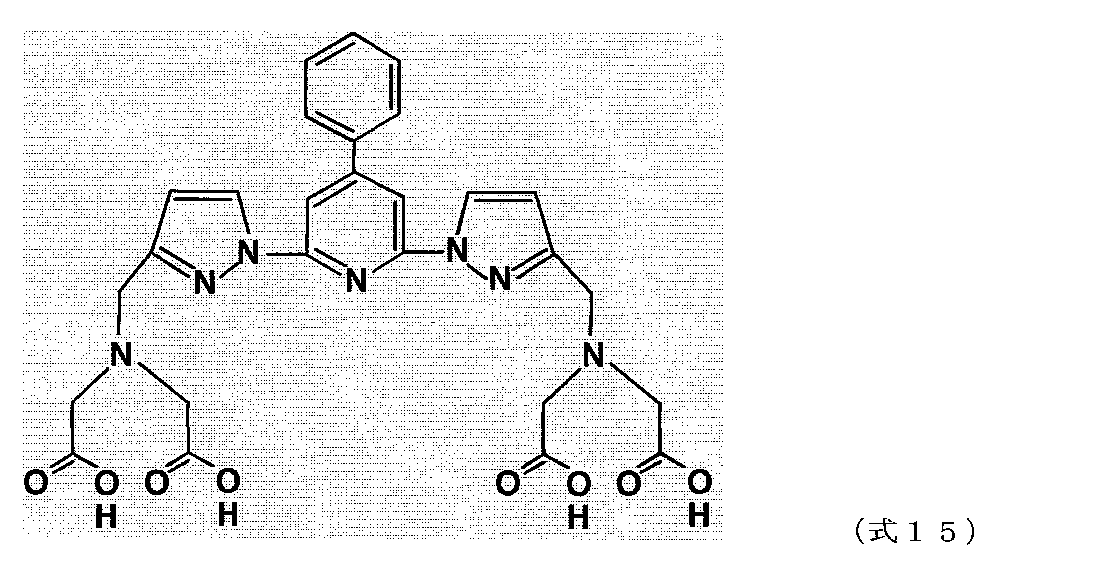 N N N N N
N N
O O O O O O O O
H H H H
（式１５）